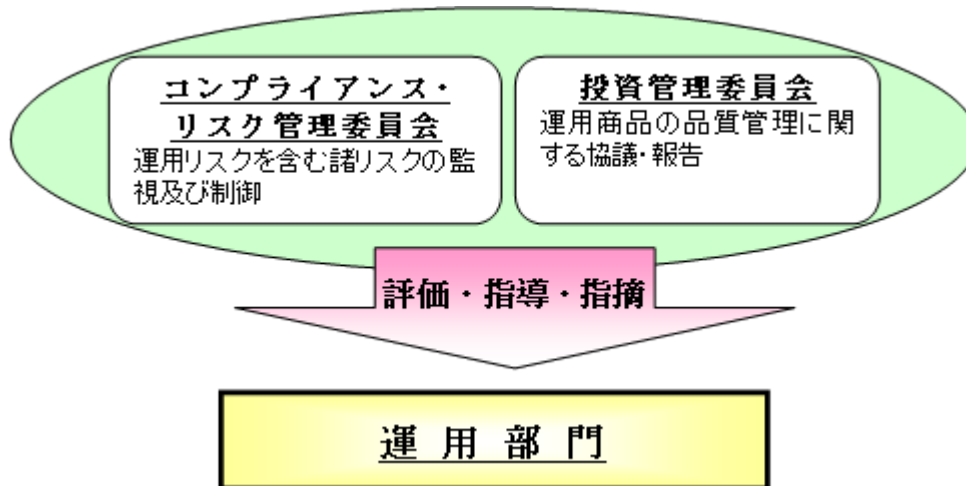 コンプライアンス・
リスク管理委員会
運用リスクを含む諸リスクの監
視及び制御
投資管理委員会
運用商品の品質管理に関
する協議・報告
評価・指導・指摘
運用部門